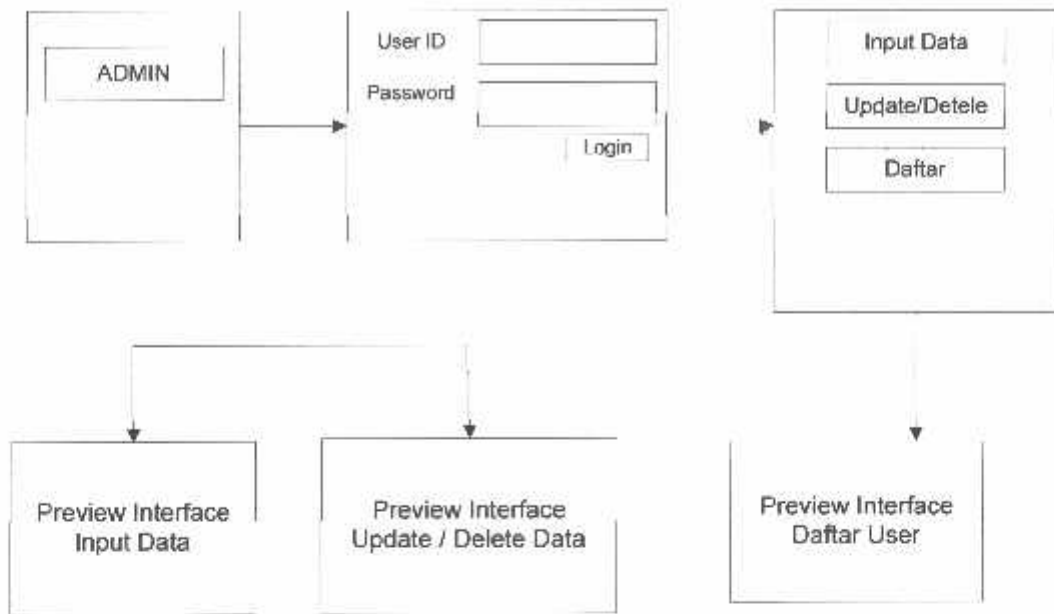 ADMIN
User ID
Password
Login
Input Data
Update/Detele
Daftar
Preview Interface
Input Data
Preview Interface
Update / Delete Data
Preview Interface
Daftar User